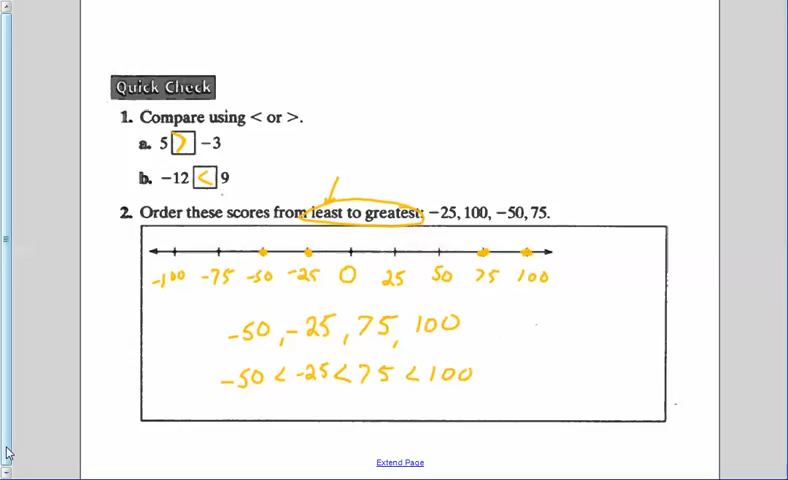 Quick Check
1. Compare using < or >.
a. 5 > −3
b. −12 < 9
2. Order these scores from least to greatest: −25, 100, −50, 75.
-100 -75 -50 -25 0 25 50 75 100
-50, -25, 75, 100
-50 < -25 < 75 < 100
Extend Page